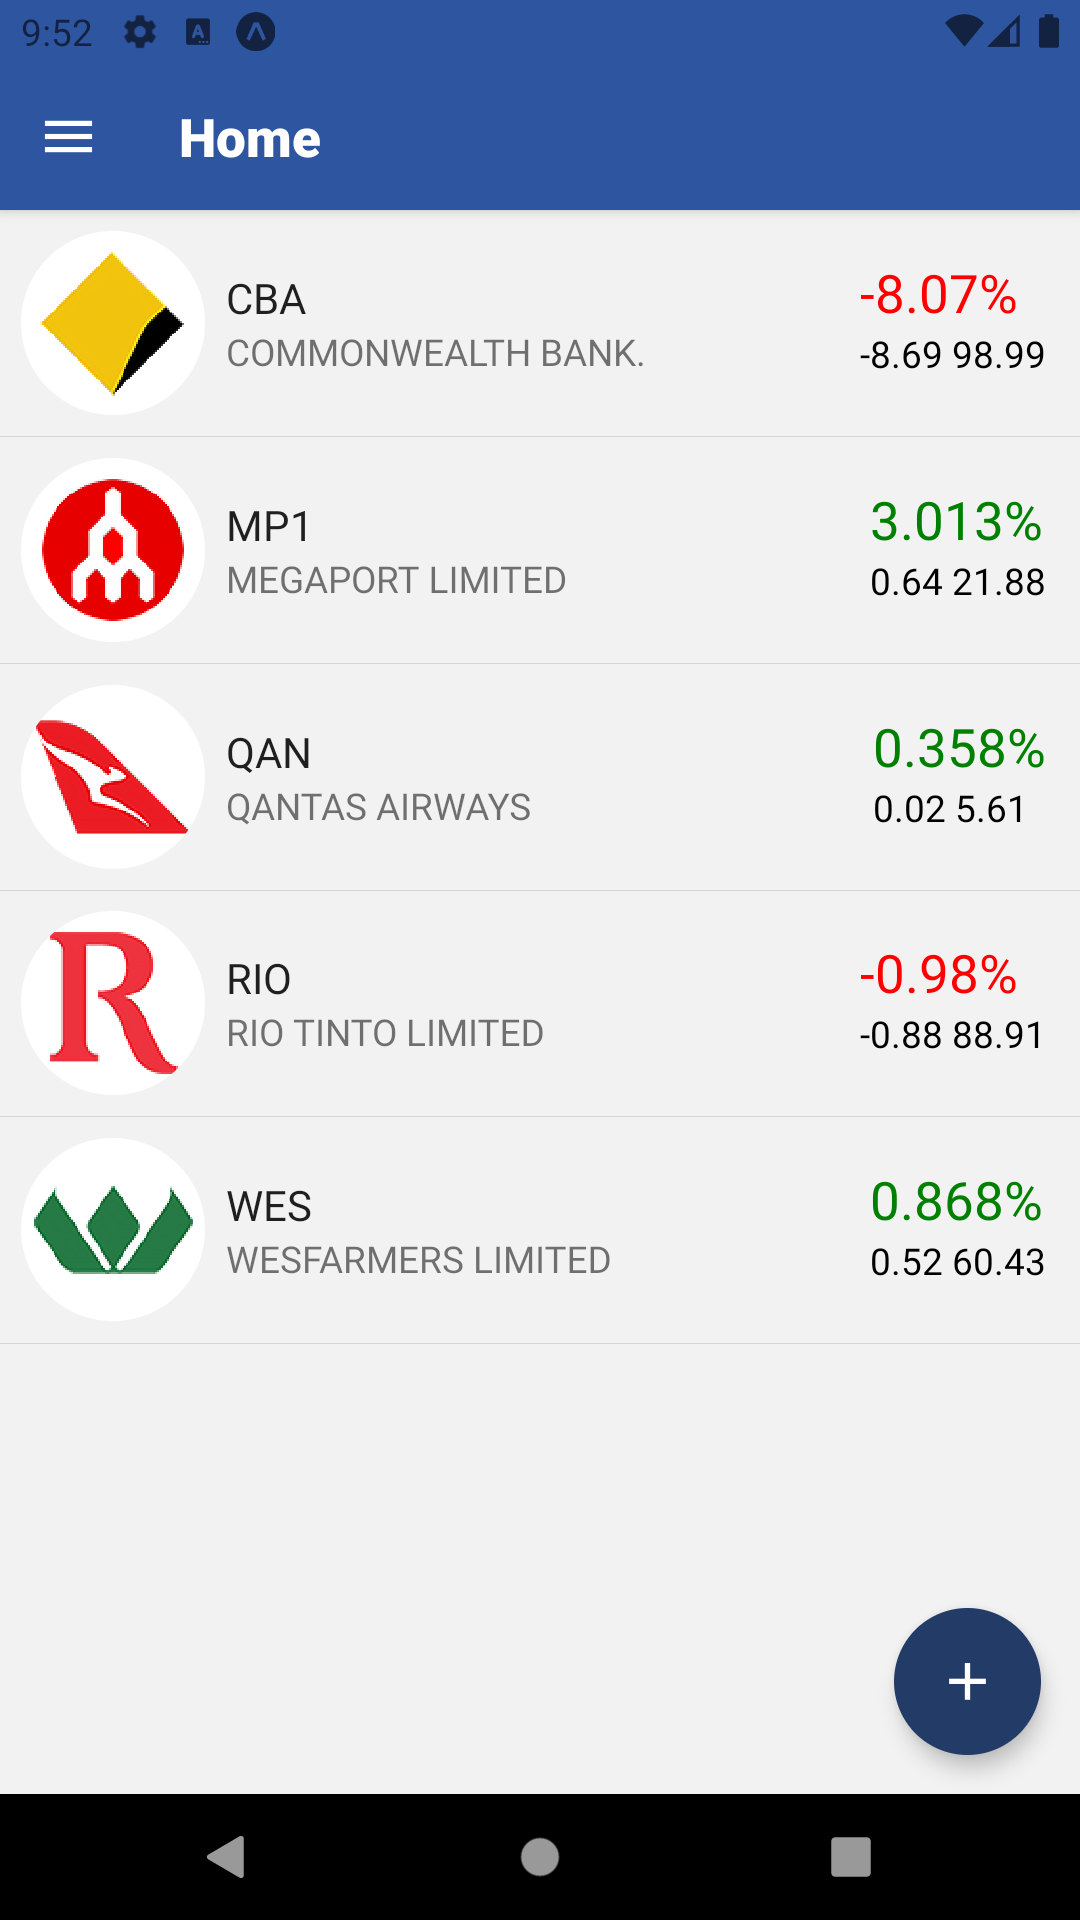 9:52
Home
CBA
-8.07%
COMMONWEALTH BANK.
-8.69 98.99
MP1
3.013%
MEGAPORT LIMITED
0.64 21.88
QAN
0.358%
QANTAS AIRWAYS
0.02 5.61
RIO
-0.98%
RIO TINTO LIMITED
-0.88 88.91
WES
0.868%
WESFARMERS LIMITED
0.52 60.43